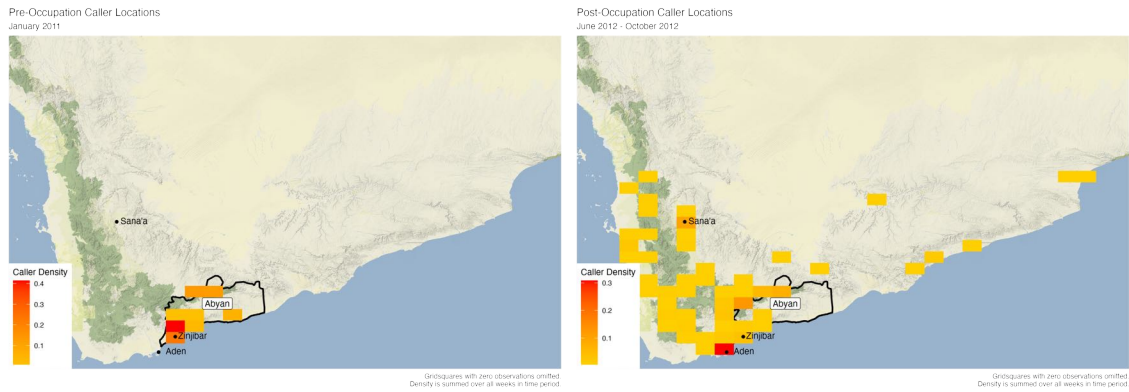 Pre-Occupation Caller Locations
January 2011
Sana'a
Caller Density
0.4
0.3
0.2
0.1
Abyan
Zinjibar
Aden
Gridsquares with zero observations omitted.
Density is summed over all weeks in time period.
Post-Occupation Caller Locations
June 2012 - October 2012
Sana'a
Caller Density
0.3
0.2
0.1
Abyan
Zinjibar
Aden
Gridsquares with zero observations omitted.
Density is summed over all weeks in time period.